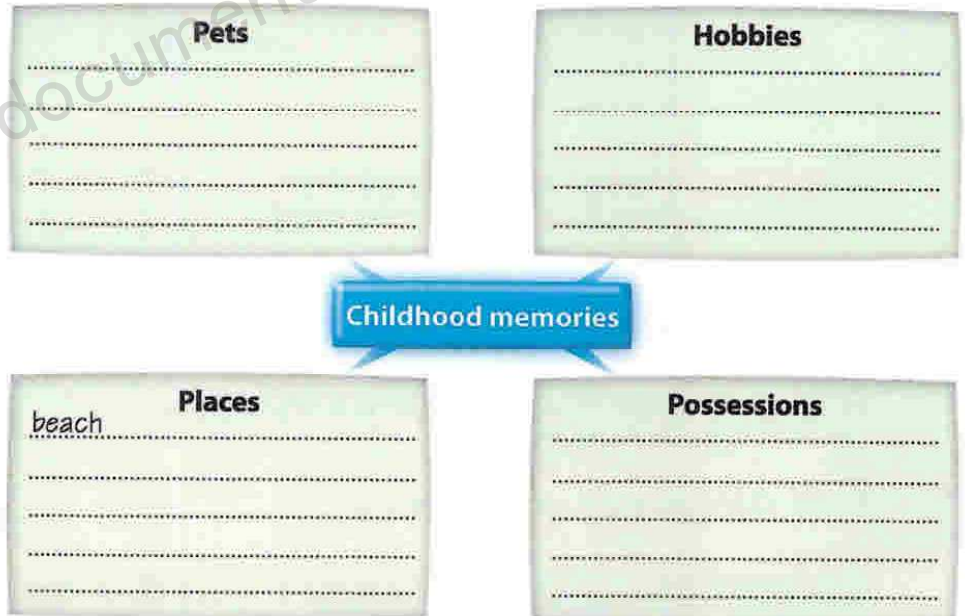 Pets
Hobbies
Childhood memories
Places
beach
Possessions